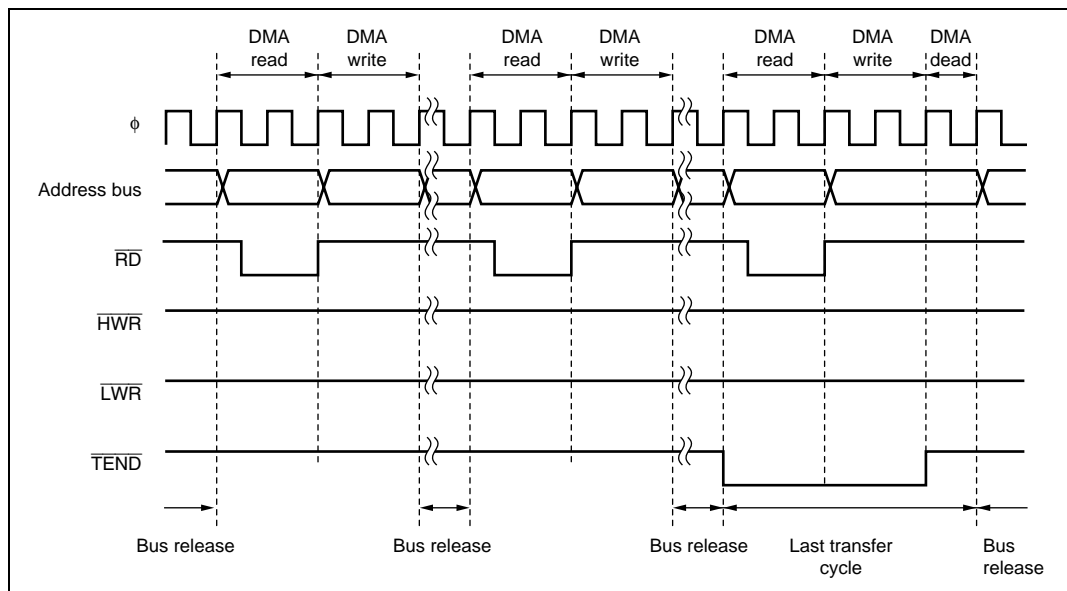 DMA read
DMA write
DMA read
DMA write
DMA read
DMA write
DMA dead
ϕ
Address bus
RD
HWR
LWR
TEND
Bus release
Bus release
Bus release
Last transfer cycle
Bus release